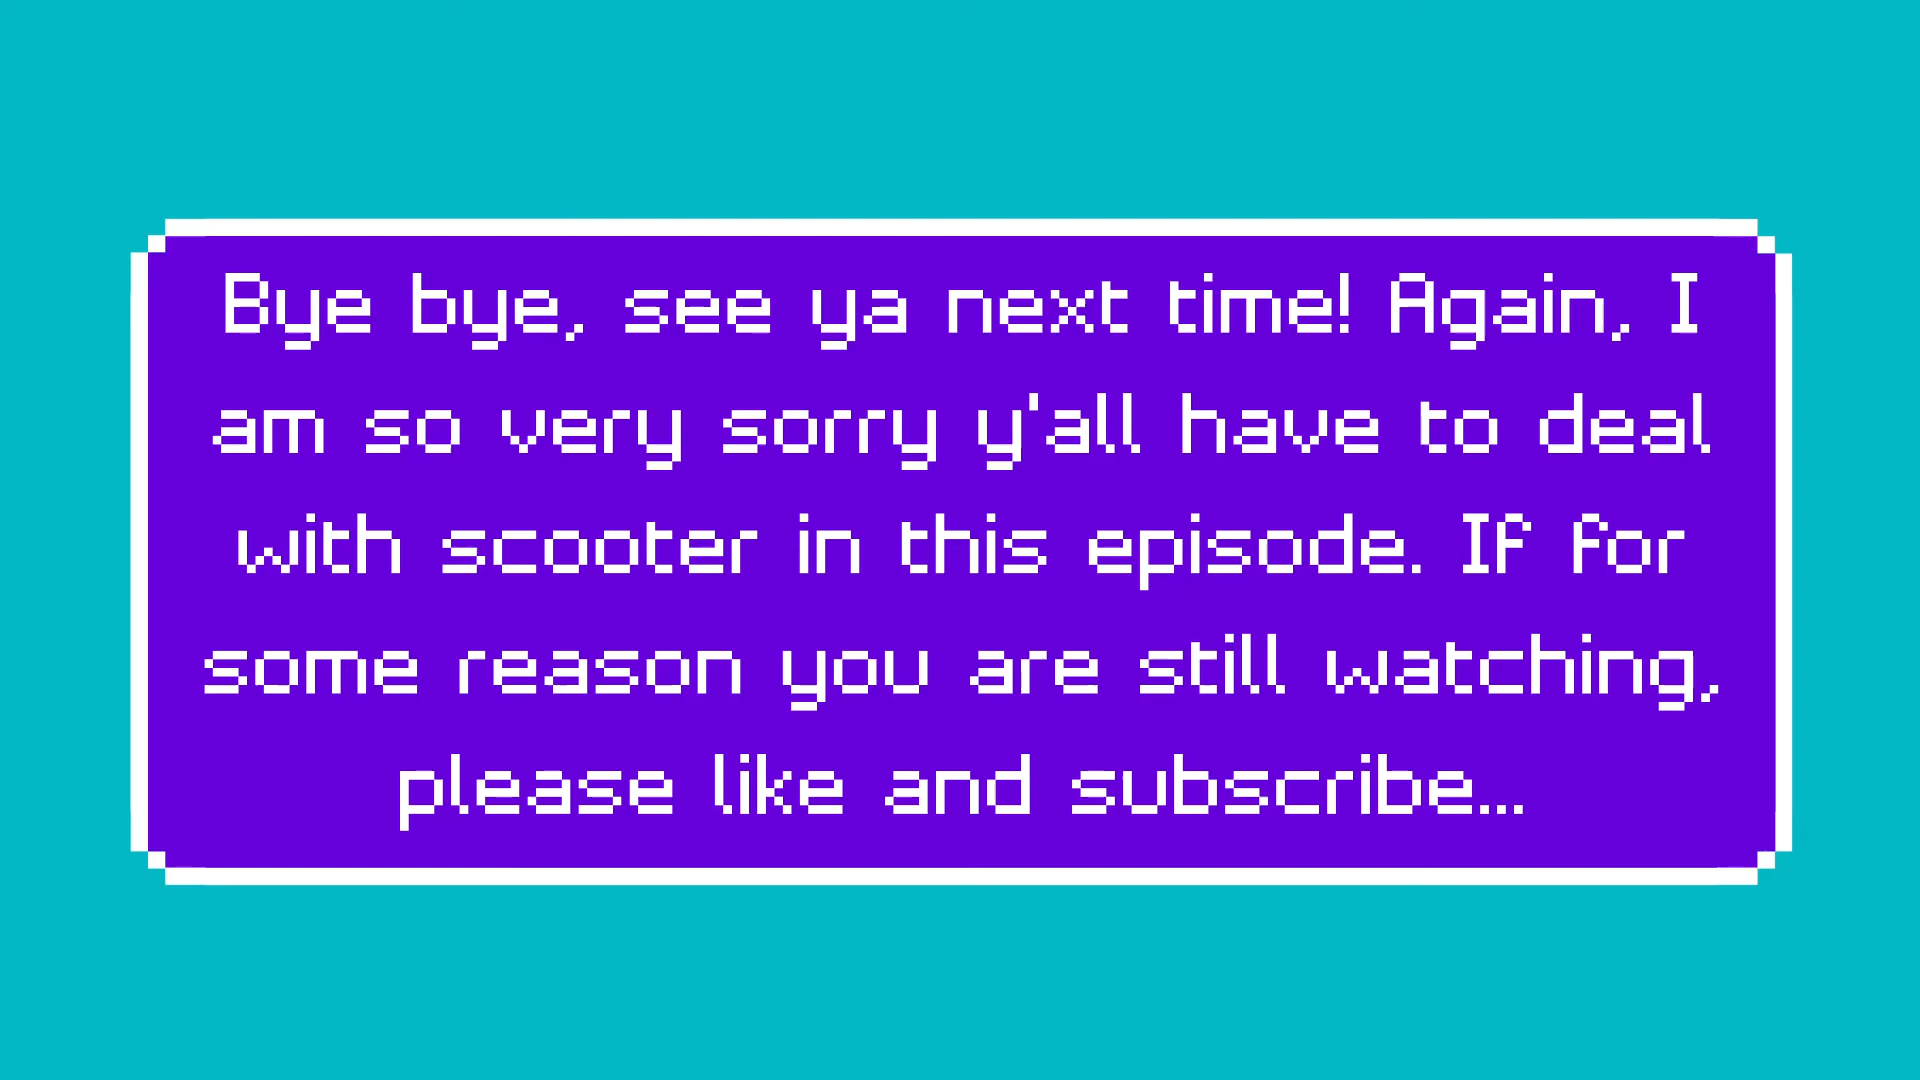 Bye bye, see ya next time! Again, I
am so very sorry y'all have to deal
with scooter in this episode. If for
some reason you are still watching,
please like and subscribe...